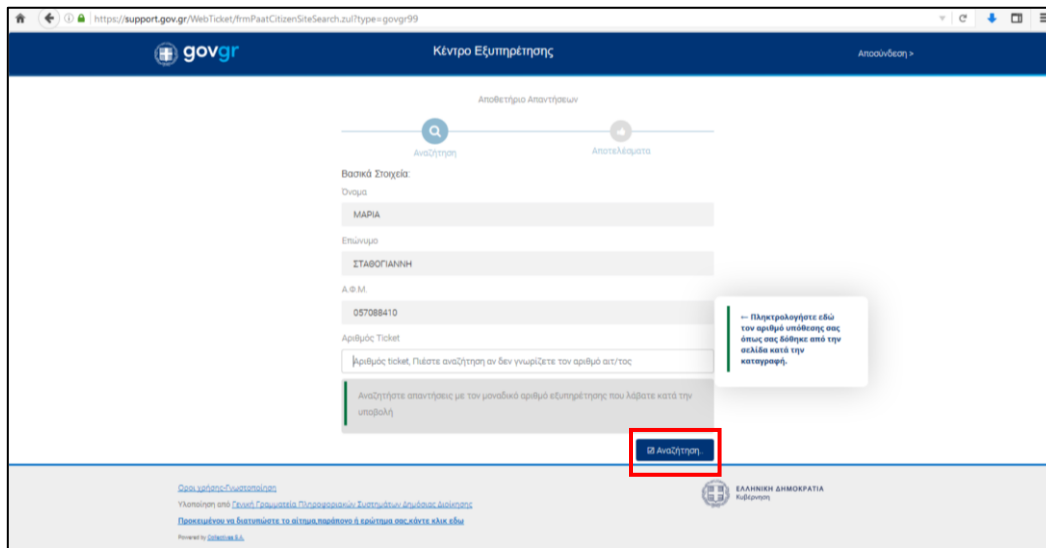 https://support.gov.gr/WebTicket/frmPaatCitizenSiteSearch.zul?type=govgr99
govgr
Κέντρο Εξυπηρέτησης
Αποσύνδεση >
Αποθετήριο Απαντήσεων
Αναζήτηση
Αποτελέσματα
Βασικά Στοιχεία:
Όνομα
ΜΑΡΙΑ
Επώνυμο
ΣΤΑΘΟΓΙΑΝΝΗ
Α.Φ.Μ.
057088410
← Πληκτρολογήστε εδώ
τον αριθμό υπόθεσης σας
όπως σας δόθηκε από την
σελίδα κατά την
καταγραφή.
Αριθμός Ticket
Αριθμός ticket, Πιέστε αναζήτηση αν δεν γνωρίζετε τον αριθμό αιτ/τος
Αναζητήστε απαντήσεις με τον μοναδικό αριθμό εξυπηρέτησης που λάβατε κατά την
υποβολή
Αναζήτηση.
Όροι χρήσης-Γνωστοποίηση
Υλοποίηση από Γενική Γραμματεία Πληροφοριακών Συστημάτων Δημόσιας Διοίκησης
Προκειμένου να διατυπώσετε το αίτημα,παράπονο ή ερώτημα σας,κάντε κλικ εδω
Powered by Collectives S.A.
ΕΛΛΗΝΙΚΗ ΔΗΜΟΚΡΑΤΙΑ
Κυβέρνηση